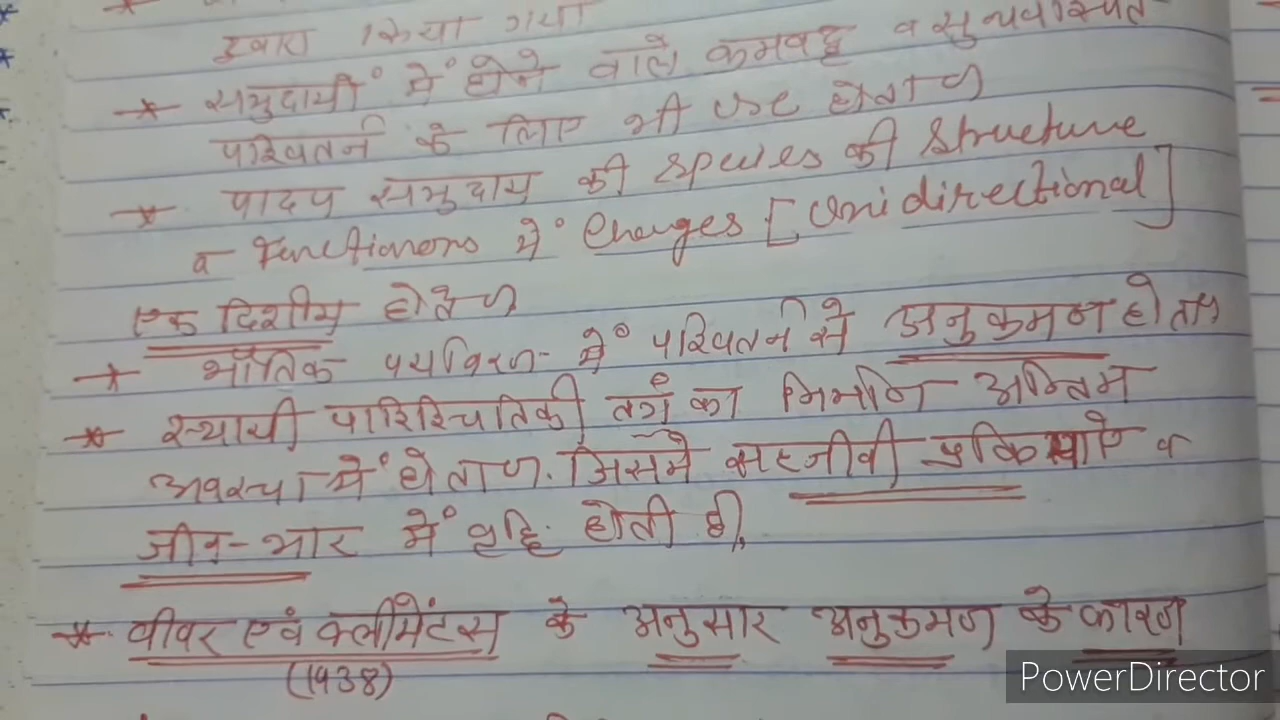 द्वारा किया गया
* समुदायों में होने वाले क्रमबद्ध व सुव्यवस्थित
परिवर्तन के लिए भी use होता है
* पादप समुदाय की species की structure
व functions में changes [unidirectional]
एक दिशीय होते है
* भौतिक पर्यावरण में परिवर्तन से अनुक्रमण होता है
* स्थायी पारिस्थितिकी तंत्र का निर्माण अन्तिम
अवस्था में होता है. जिसमें सहजीवी प्रक्रियाऐं व
जीव-भार में वृद्धि होती है,
* वीवर एवं क्लीमेंटस के अनुसार अनुक्रमण के कारण
(1938)
PowerDirector